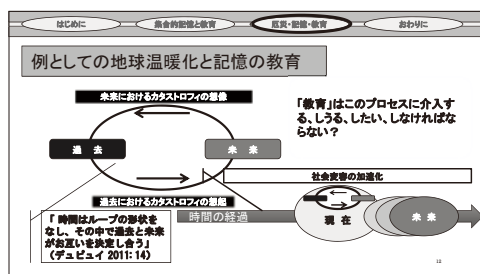 はじめに
集合的記憶と教育
厄災・記憶・教育
おわりに
例としての地球温暖化と記憶の教育
未来におけるカタストロフィの想像
過 去
未 来
過去におけるカタストロフィの想起
「教育」はこのプロセスに介入す
る、しうる、したい、しなければな
らない？
社会変容の加速化
時間の経過
現 在
未 来
「 時間はループの形状を
なし、その中で過去と未来
がお互いを決定し合う」
（デュピュイ 2011: 14）